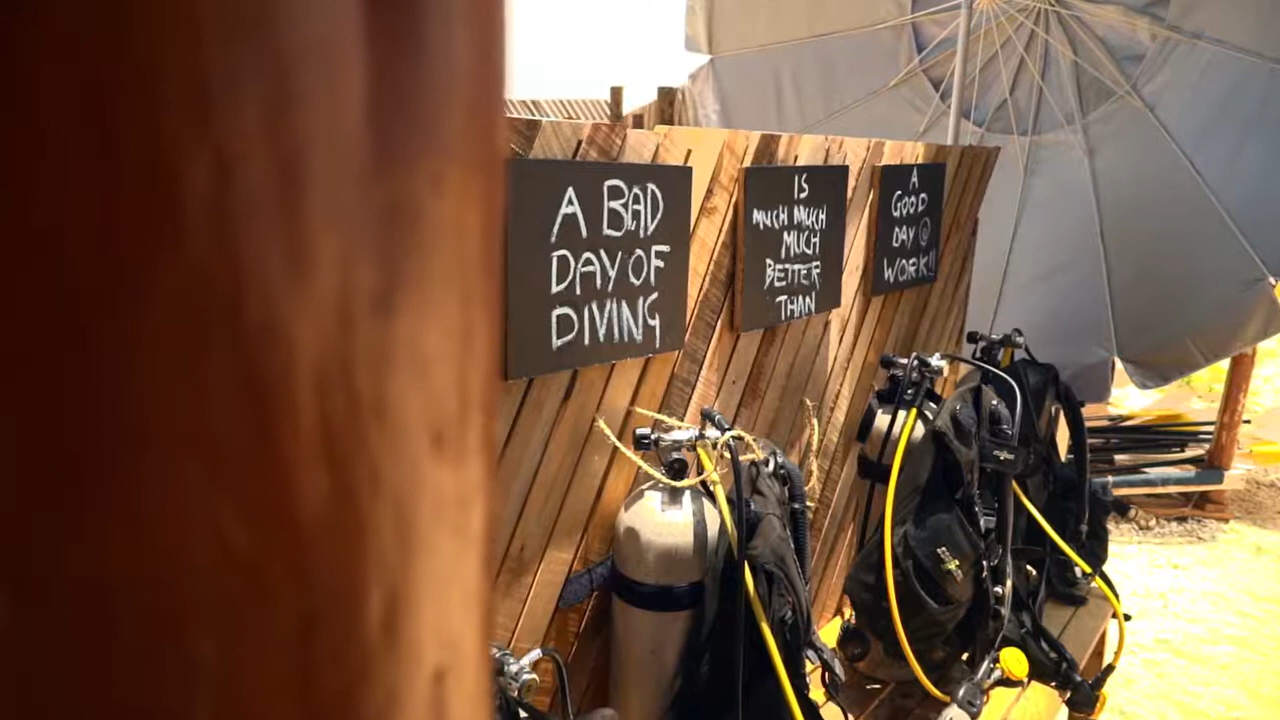 A BAD
DAY OF
DIVING
IS
MUCH MUCH
MUCH
BETTER
THAN
A
GOOD
DAY @
WORK!!